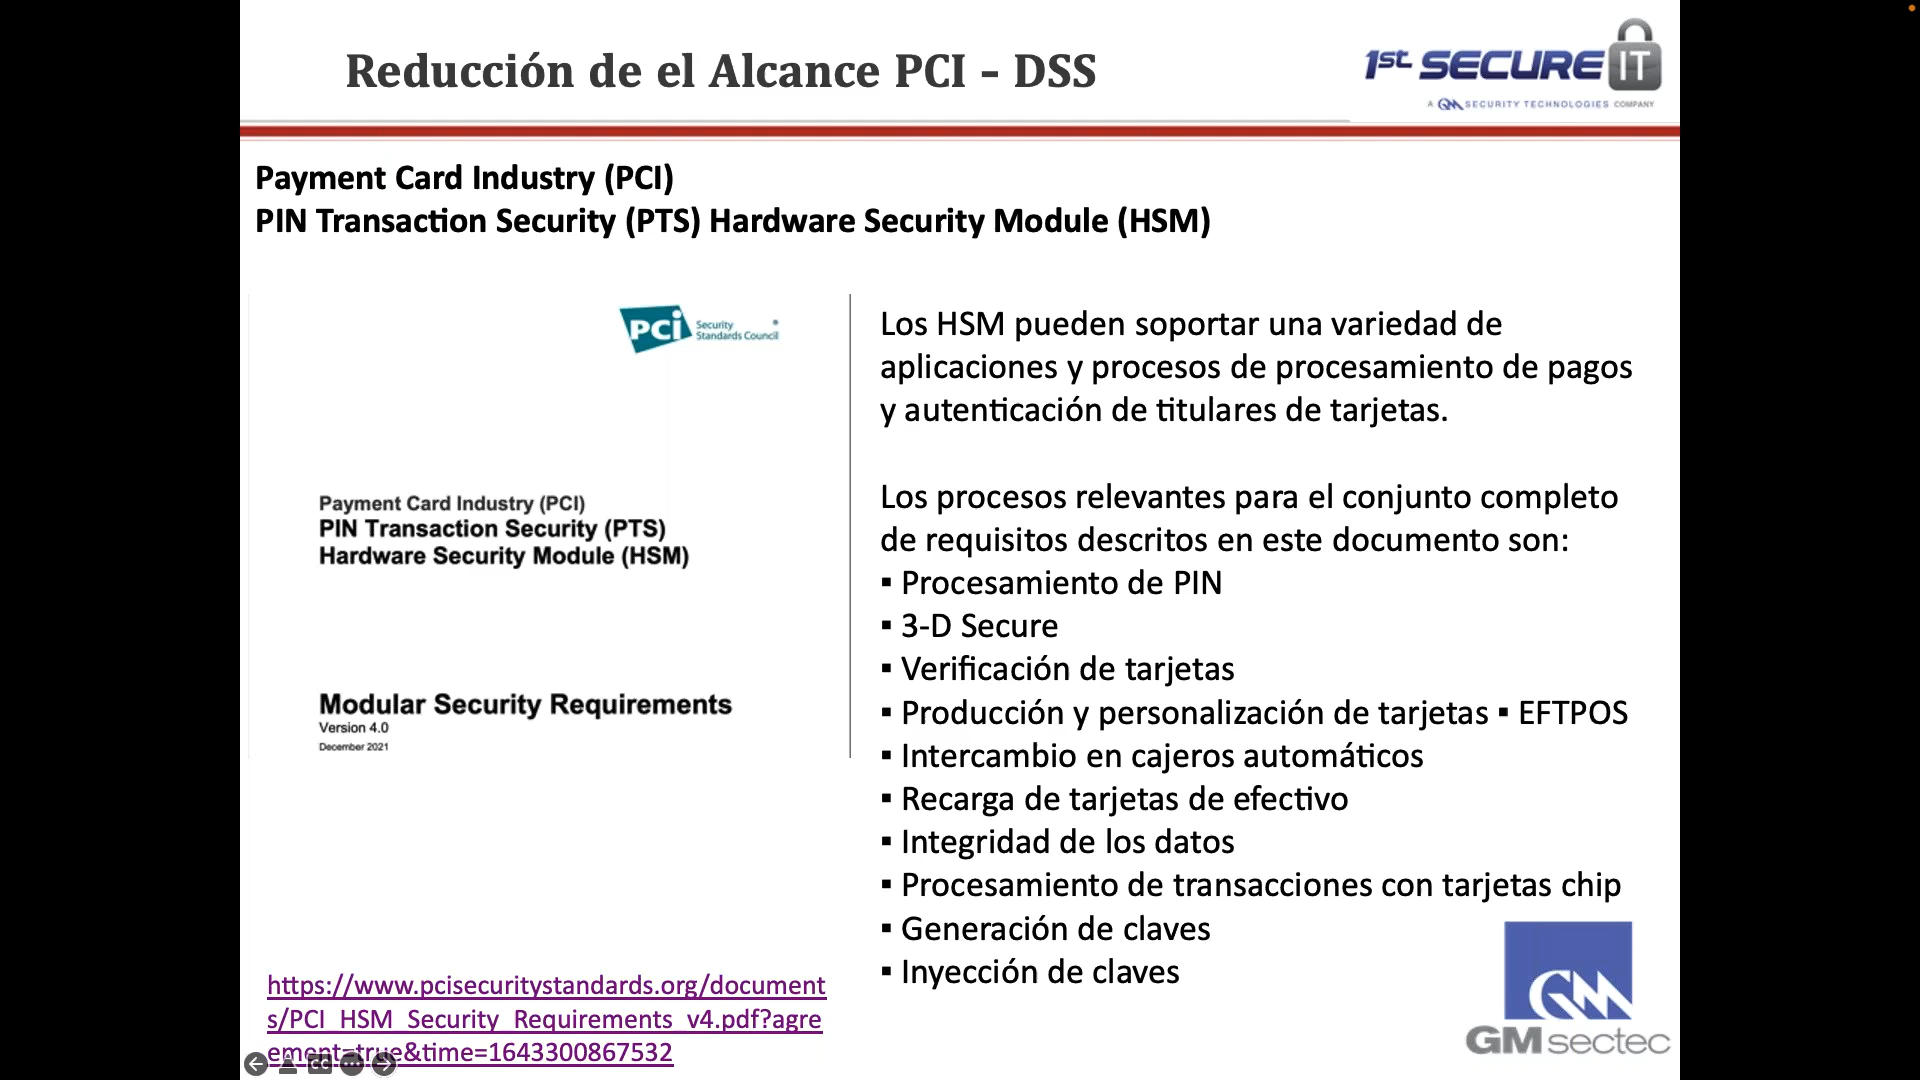 Reducción de el Alcance PCI - DSS
1st SECURE IT
A GM SECURITY TECHNOLOGIES COMPANY
Payment Card Industry (PCI)
PIN Transaction Security (PTS) Hardware Security Module (HSM)
PCI Security
Standards Council
Payment Card Industry (PCI)
PIN Transaction Security (PTS)
Hardware Security Module (HSM)
Modular Security Requirements
Version 4.0
December 2021
https://www.pcisecuritystandards.org/document
s/PCI_HSM_Security_Requirements_v4.pdf?agre
ement=true&time=1643300867532
Los HSM pueden soportar una variedad de
aplicaciones y procesos de procesamiento de pagos
y autenticación de titulares de tarjetas.
Los procesos relevantes para el conjunto completo
de requisitos descritos en este documento son:
▪ Procesamiento de PIN
▪ 3-D Secure
▪ Verificación de tarjetas
▪ Producción y personalización de tarjetas ▪ EFTPOS
▪ Intercambio en cajeros automáticos
▪ Recarga de tarjetas de efectivo
▪ Integridad de los datos
▪ Procesamiento de transacciones con tarjetas chip
▪ Generación de claves
▪ Inyección de claves
GM
GMsectec
CC